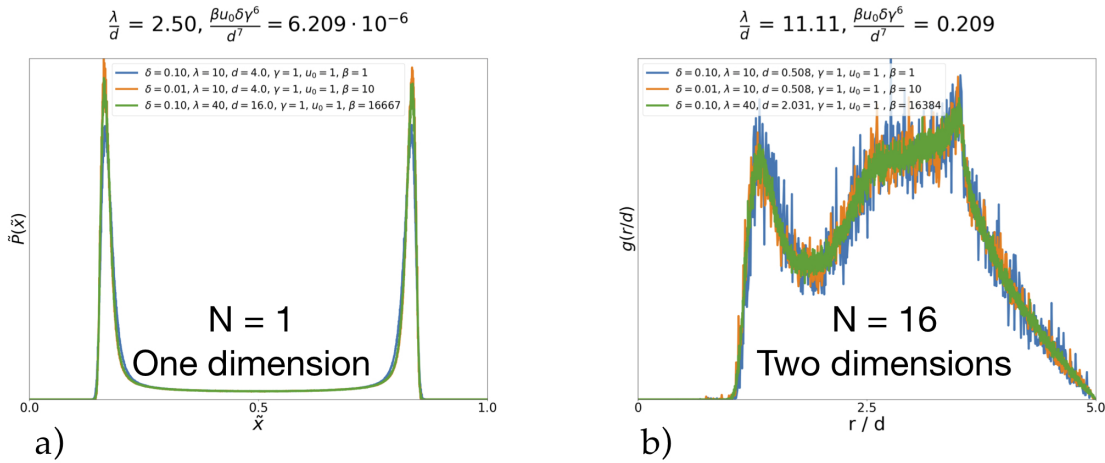 λ/d = 2.50, βu₀δγ⁶/d⁷ = 6.209 · 10⁻⁶
δ = 0.10, λ = 10, d = 4.0, γ = 1, u₀ = 1, β = 1
δ = 0.01, λ = 10, d = 4.0, γ = 1, u₀ = 1, β = 10
δ = 0.10, λ = 40, d = 16.0, γ = 1, u₀ = 1, β = 16667
P̃(x̃)
N = 1
One dimension
0.0 0.5 1.0
x̃
a)
λ/d = 11.11, βu₀δγ⁶/d⁷ = 0.209
δ = 0.10, λ = 10, d = 0.508, γ = 1, u₀ = 1 , β = 1
δ = 0.01, λ = 10, d = 0.508, γ = 1, u₀ = 1 , β = 10
δ = 0.10, λ = 40, d = 2.031, γ = 1, u₀ = 1 , β = 16384
g(r/d)
N = 16
Two dimensions
0 2.5 5.0
r / d
b)